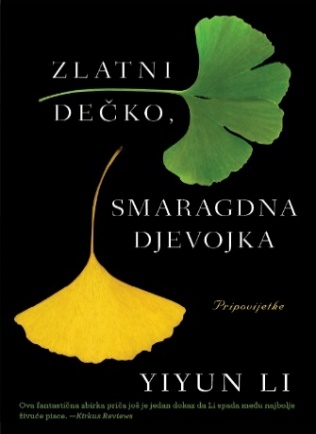 ZLATNI
DEČKO,
SMARAGDNA
DJEVOJKA
Pripovijetke
YIYUN LI
Ova fantastična zbirka priča još je jedan dokaz da Li spada među najbolje
živuće pisce. —Kirkus Reviews